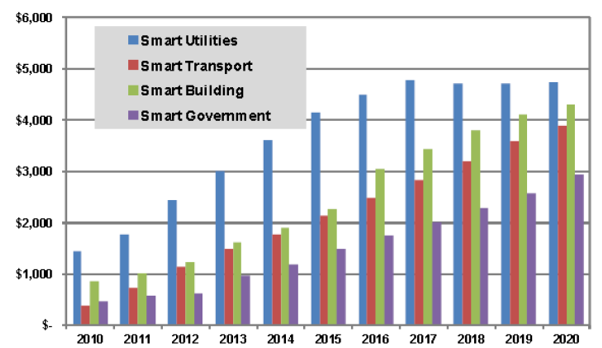 $6,000
$5,000
$4,000
$3,000
$2,000
$1,000
$-
Smart Utilities
Smart Transport
Smart Building
Smart Government
2010 2011 2012 2013 2014 2015 2016 2017 2018 2019 2020